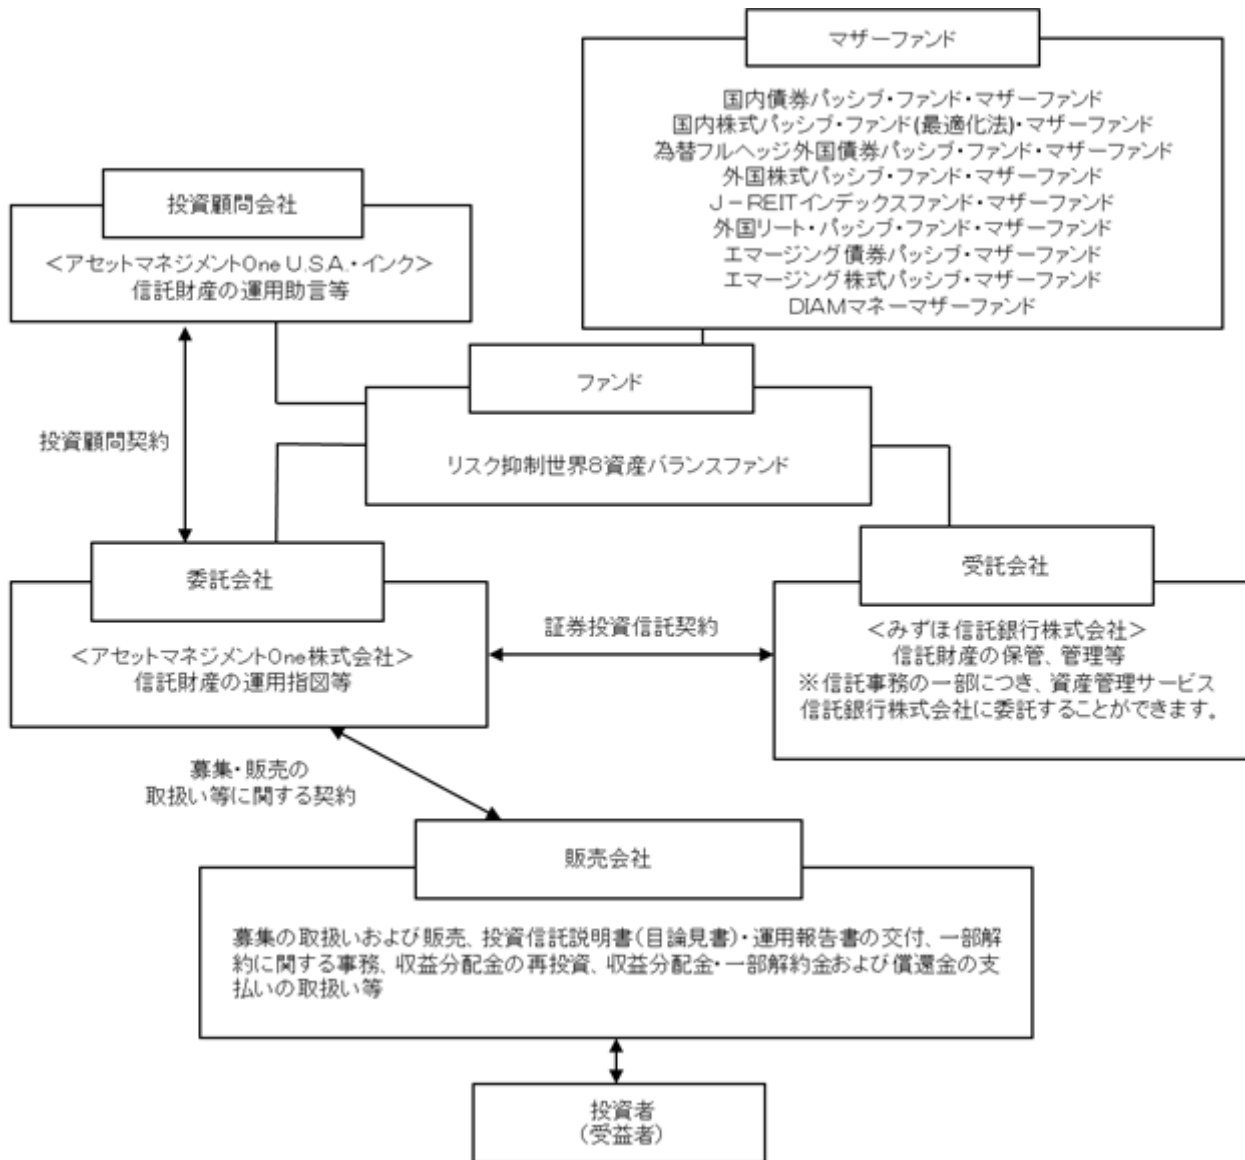 マザーファンド
国内債券パッシブ・ファンド・マザーファンド
国内株式パッシブ・ファンド(最適化法)・マザーファンド
為替フルヘッジ外国債券パッシブ・ファンド・マザーファンド
外国株式パッシブ・ファンド・マザーファンド
J－REITインデックスファンド・マザーファンド
外国リート・パッシブ・ファンド・マザーファンド
エマージング債券パッシブ・マザーファンド
エマージング株式パッシブ・マザーファンド
DIAMマネーマザーファンド
投資顧問会社
＜アセットマネジメントOne U.S.A.・インク＞
信託財産の運用助言等
ファンド
リスク抑制世界8資産バランスファンド
投資顧問契約
委託会社
＜アセットマネジメントOne株式会社＞
信託財産の運用指図等
証券投資信託契約
受託会社
＜みずほ信託銀行株式会社＞
信託財産の保管、管理等
※信託事務の一部につき、資産管理サービス
信託銀行株式会社に委託することができます。
募集・販売の
取扱い等に関する契約
販売会社
募集の取扱いおよび販売、投資信託説明書(目論見書)・運用報告書の交付、一部解
約に関する事務、収益分配金の再投資、収益分配金・一部解約金および償還金の支
払いの取扱い等
投資者
(受益者)